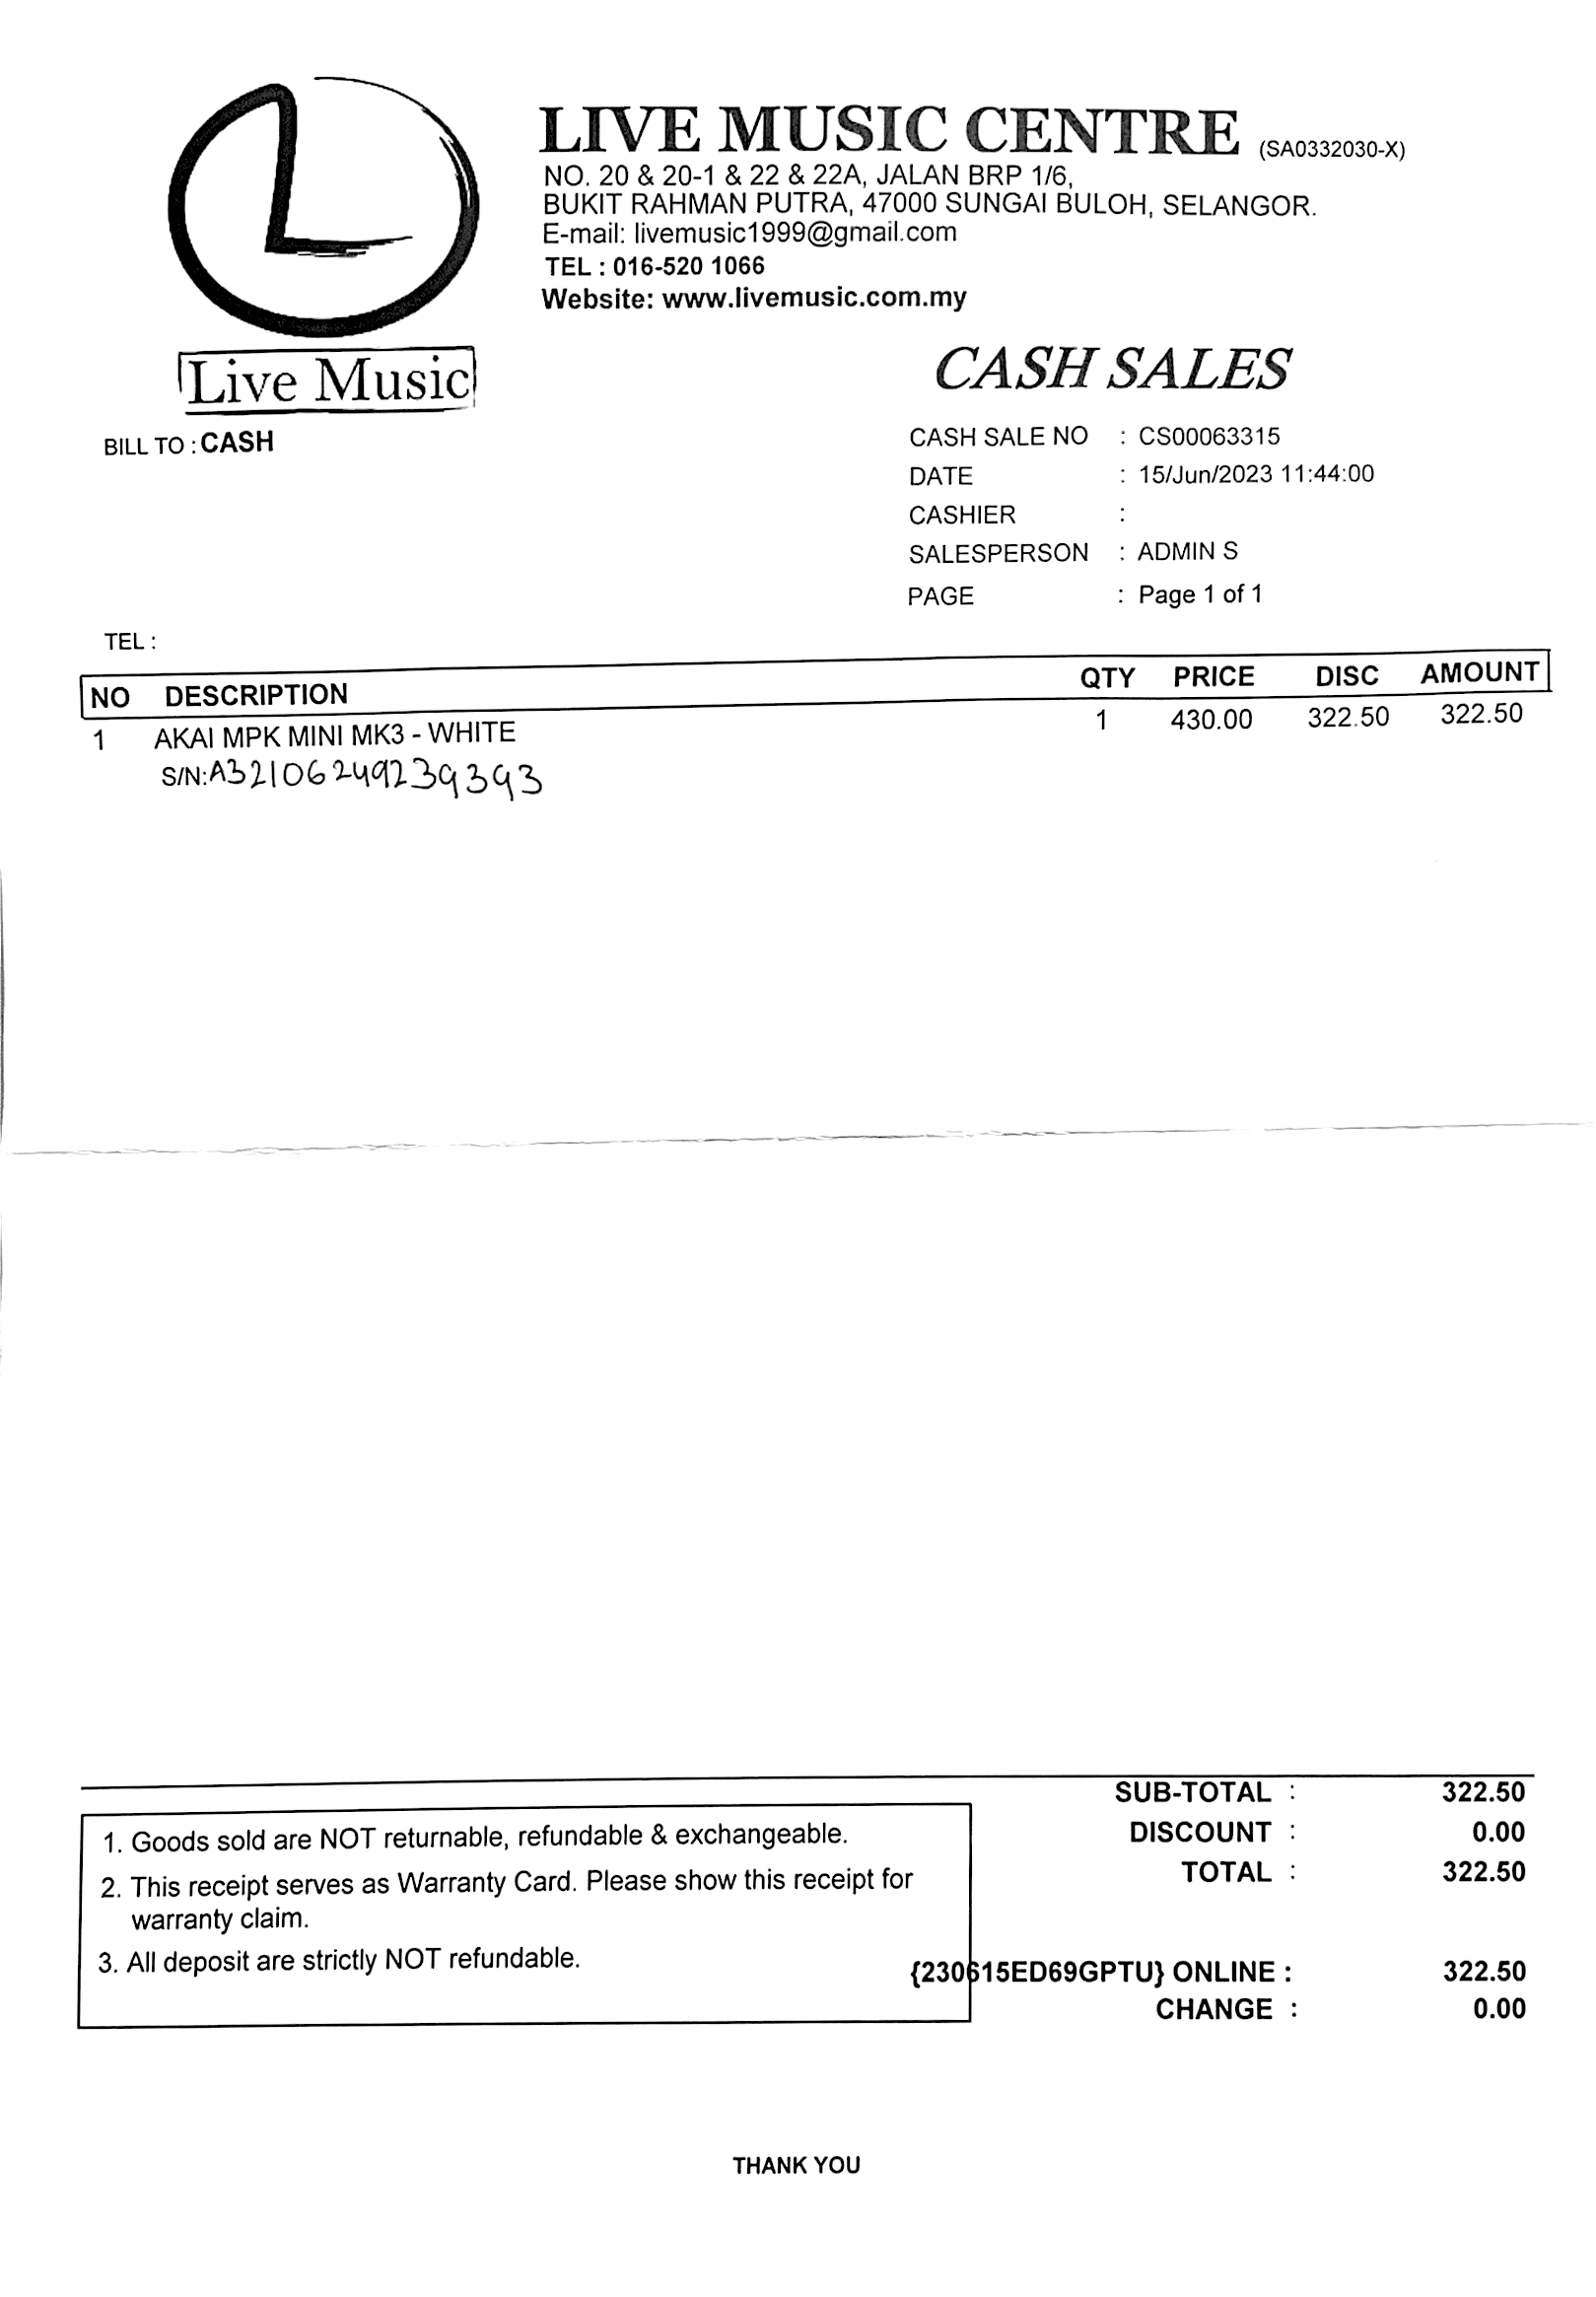 LIVE MUSIC CENTRE (SA0332030-X)
NO. 20 & 20-1 & 22 & 22A, JALAN BRP 1/6,
BUKIT RAHMAN PUTRA, 47000 SUNGAI BULOH, SELANGOR.
E-mail: livemusic1999@gmail.com
TEL : 016-520 1066
Website: www.livemusic.com.my
Live Music
CASH SALES
BILL TO : CASH
CASH SALE NO : CS00063315
DATE : 15/Jun/2023 11:44:00
CASHIER :
SALESPERSON : ADMIN S
PAGE : Page 1 of 1
TEL :
NO DESCRIPTION QTY PRICE DISC AMOUNT
1 AKAI MPK MINI MK3 - WHITE 1 430.00 322.50 322.50
S/N:A32106249239393
SUB-TOTAL : 322.50
DISCOUNT : 0.00
TOTAL : 322.50
1. Goods sold are NOT returnable, refundable & exchangeable.
2. This receipt serves as Warranty Card. Please show this receipt for
warranty claim.
3. All deposit are strictly NOT refundable.
{230615ED69GPTU} ONLINE : 322.50
CHANGE : 0.00
THANK YOU